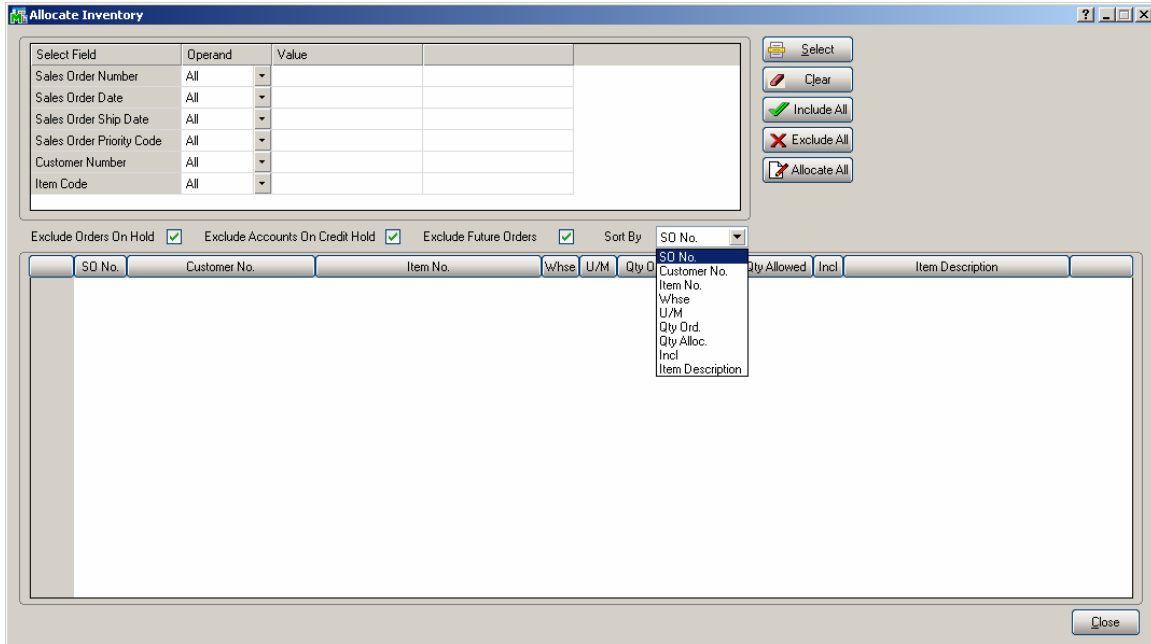 Allocate Inventory
Select Field Operand Value
Sales Order Number All
Sales Order Date All
Sales Order Ship Date All
Sales Order Priority Code All
Customer Number All
Item Code All
Select
Clear
Include All
Exclude All
Allocate All
Exclude Orders On Hold Exclude Accounts On Credit Hold Exclude Future Orders Sort By SO No.
SO No. Customer No. Item No. Whse U/M Qty Qty Allowed Incl Item Description
SO No.
Customer No.
Item No.
Whse
U/M
Qty Ord.
Qty Alloc.
Incl
Item Description
Close